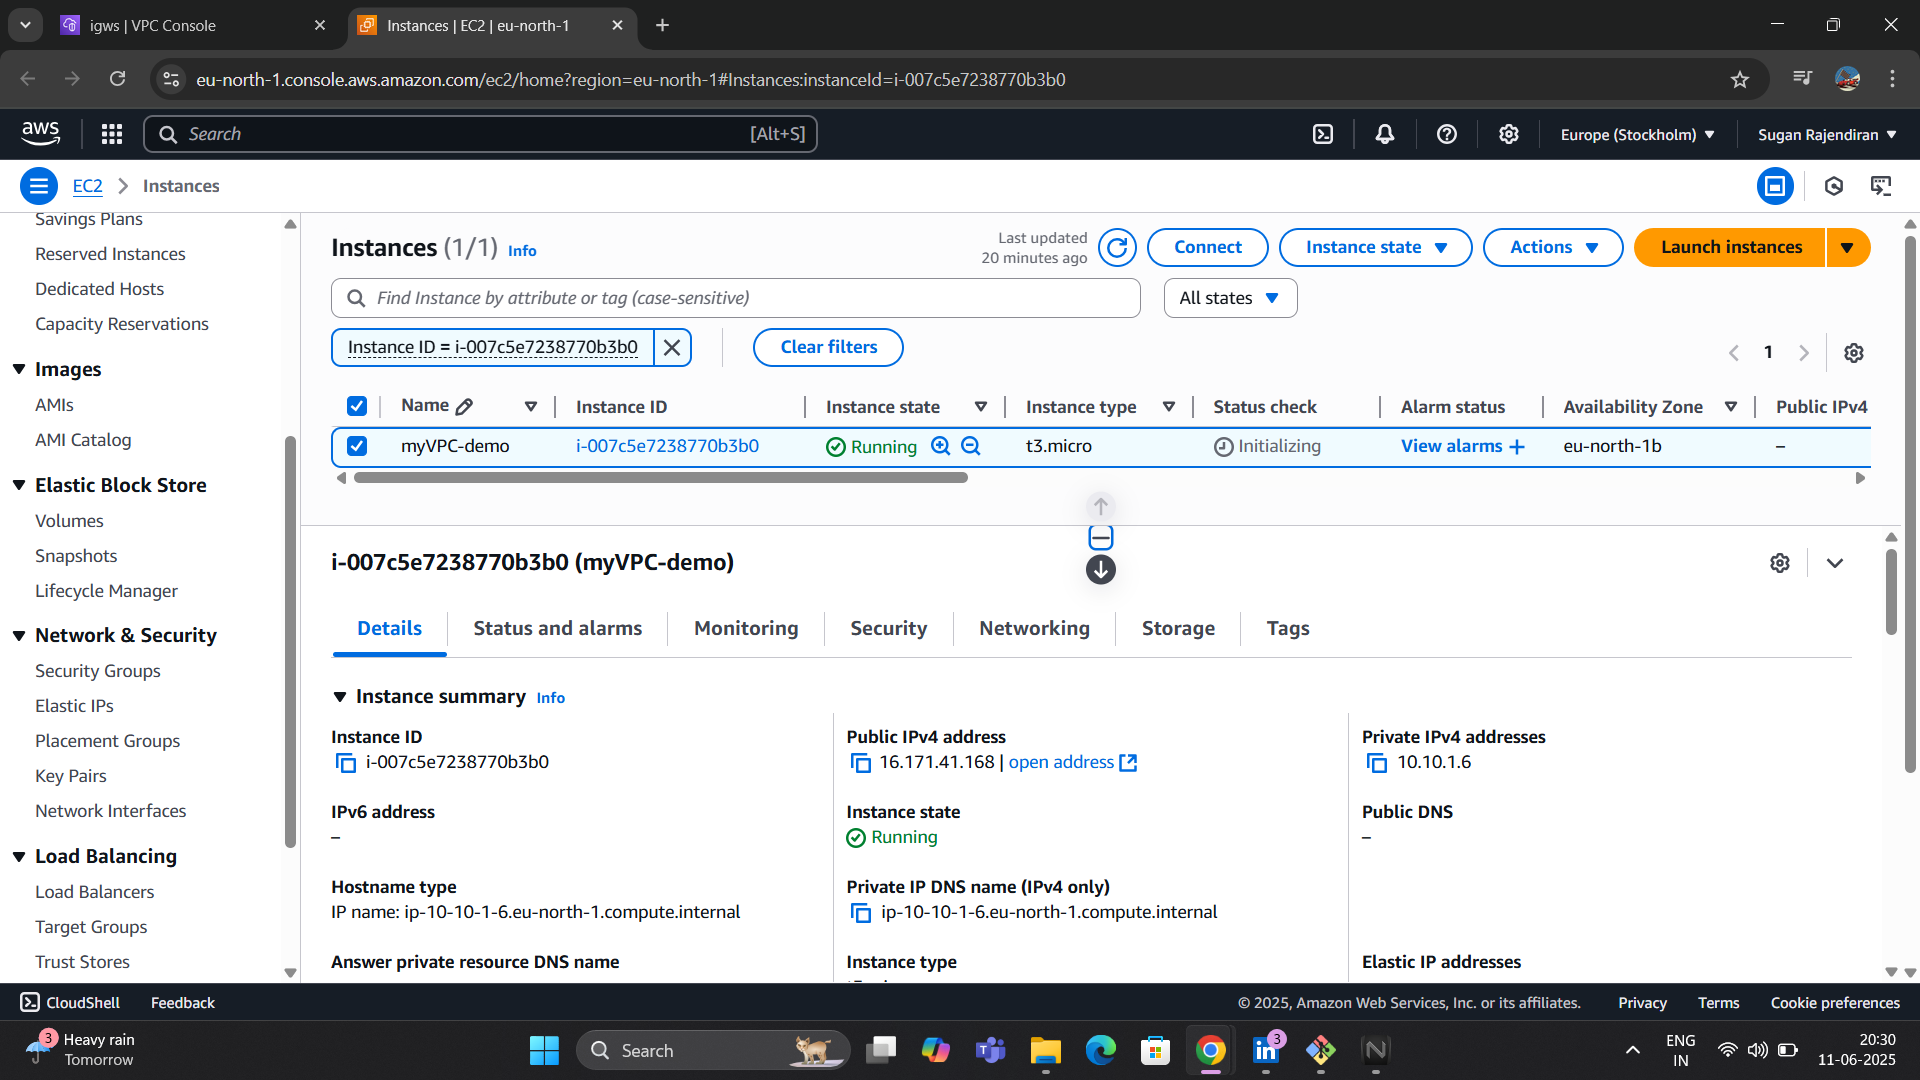 igws | VPC Console
Instances | EC2 | eu-north-1
eu-north-1.console.aws.amazon.com/ec2/home?region=eu-north-1#Instances:instanceId=i-007c5e7238770b3b0
aws
Search [Alt+S]
Europe (Stockholm)
Sugan Rajendiran
EC2 Instances
Savings Plans
Reserved Instances
Dedicated Hosts
Capacity Reservations
Images
AMIs
AMI Catalog
Elastic Block Store
Volumes
Snapshots
Lifecycle Manager
Network & Security
Security Groups
Elastic IPs
Placement Groups
Key Pairs
Network Interfaces
Load Balancing
Load Balancers
Target Groups
Trust Stores
Instances (1/1) Info
Last updated
20 minutes ago
Connect
Instance state
Actions
Launch instances
Find Instance by attribute or tag (case-sensitive)
All states
Instance ID = i-007c5e7238770b3b0
Clear filters
1
Name Instance ID Instance state Instance type Status check Alarm status Availability Zone Public IPv4
myVPC-demo i-007c5e7238770b3b0 Running t3.micro Initializing View alarms + eu-north-1b –
i-007c5e7238770b3b0 (myVPC-demo)
Details Status and alarms Monitoring Security Networking Storage Tags
Instance summary Info
Instance ID
i-007c5e7238770b3b0
Public IPv4 address
16.171.41.168 | open address
Private IPv4 addresses
10.10.1.6
IPv6 address
–
Instance state
Running
Public DNS
–
Hostname type
IP name: ip-10-10-1-6.eu-north-1.compute.internal
Private IP DNS name (IPv4 only)
ip-10-10-1-6.eu-north-1.compute.internal
Answer private resource DNS name
Instance type
Elastic IP addresses
CloudShell Feedback
© 2025, Amazon Web Services, Inc. or its affiliates.
Privacy Terms Cookie preferences
3
Heavy rain
Tomorrow
Search
3
ENG
IN
20:30
11-06-2025